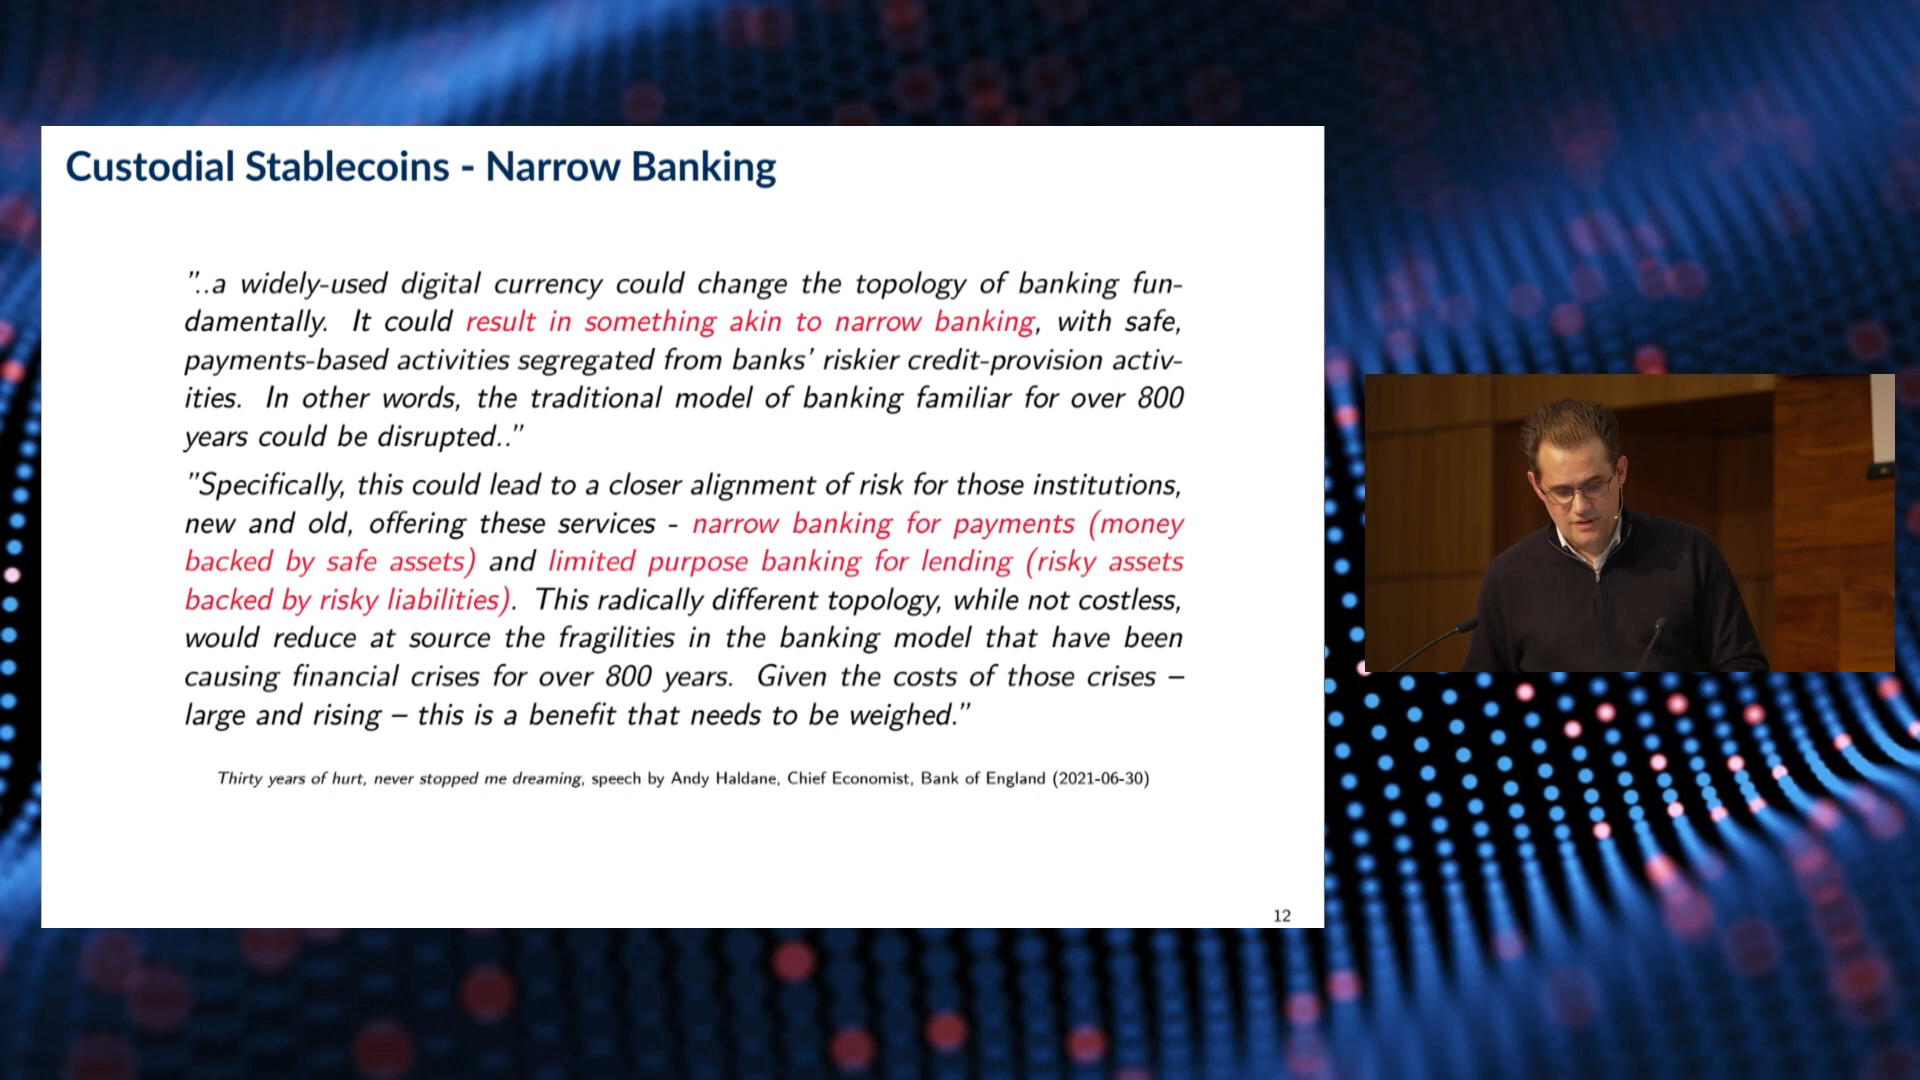 Custodial Stablecoins - Narrow Banking
"..a widely-used digital currency could change the topology of banking fun-
damentally. It could result in something akin to narrow banking, with safe,
payments-based activities segregated from banks' riskier credit-provision activ-
ities. In other words, the traditional model of banking familiar for over 800
years could be disrupted.."
"Specifically, this could lead to a closer alignment of risk for those institutions,
new and old, offering these services - narrow banking for payments (money
backed by safe assets) and limited purpose banking for lending (risky assets
backed by risky liabilities). This radically different topology, while not costless,
would reduce at source the fragilities in the banking model that have been
causing financial crises for over 800 years. Given the costs of those crises –
large and rising – this is a benefit that needs to be weighed."
Thirty years of hurt, never stopped me dreaming, speech by Andy Haldane, Chief Economist, Bank of England (2021-06-30)
12